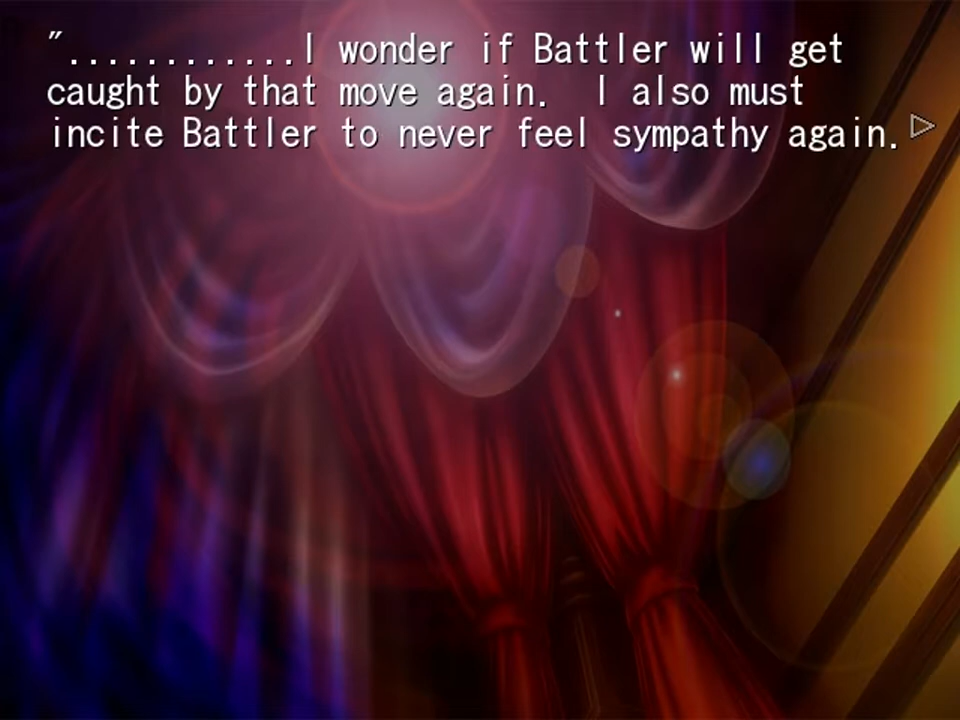 "............I wonder if Battler will get
caught by that move again.  I also must
incite Battler to never feel sympathy again.